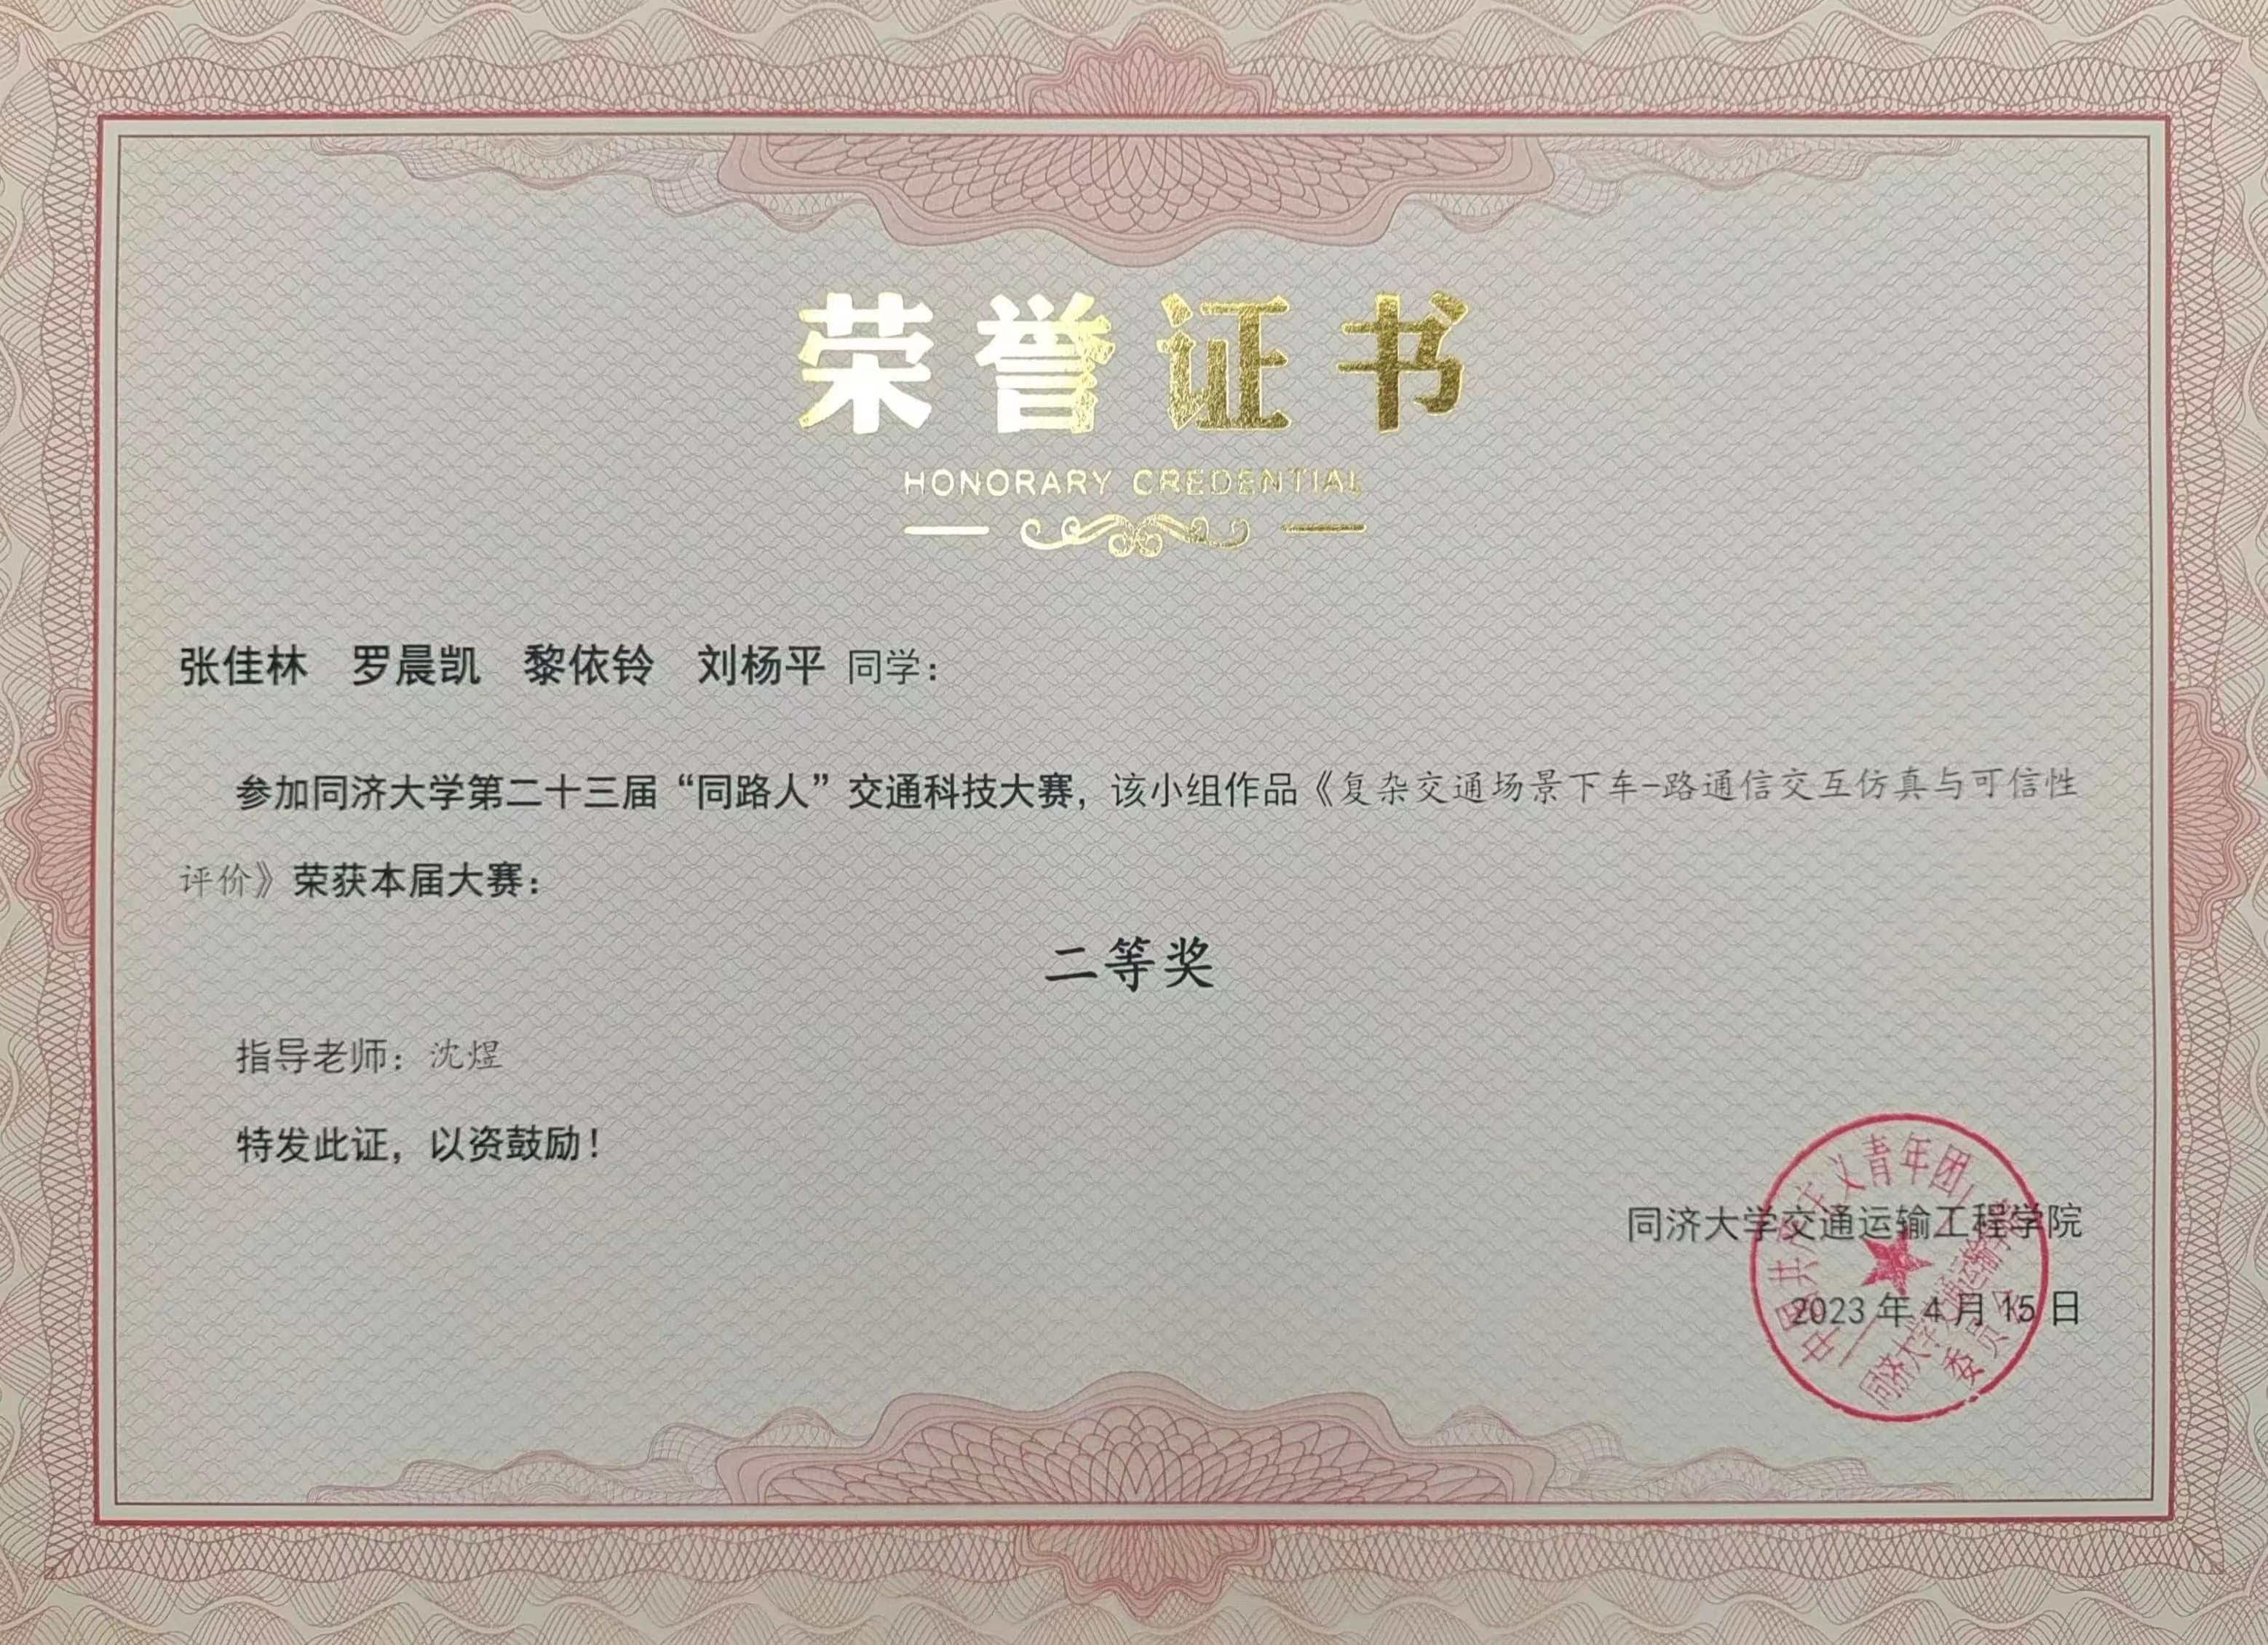 荣誉证书
HONORARY CREDENTIAL
张佳林 罗晨凯 黎依铃 刘杨平 同学：
参加同济大学第二十三届“同路人”交通科技大赛，该小组作品《复杂交通场景下车-路通信交互仿真与可信性
评价》荣获本届大赛：
二等奖
指导老师：沈煜
特发此证，以资鼓励！
同济大学交通运输工程学院
2023 年 4 月 15 日
中国共产主义青年团
同济大学交通运输
委员会